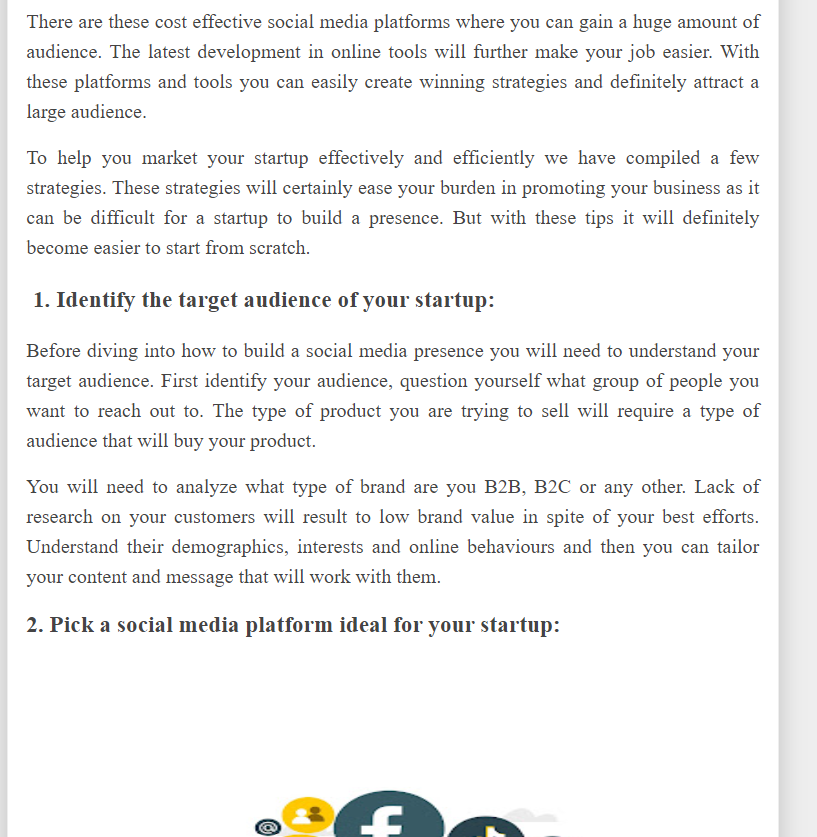 There are these cost effective social media platforms where you can gain a huge amount of
audience. The latest development in online tools will further make your job easier. With
these platforms and tools you can easily create winning strategies and definitely attract a
large audience.
To help you market your startup effectively and efficiently we have compiled a few
strategies. These strategies will certainly ease your burden in promoting your business as it
can be difficult for a startup to build a presence. But with these tips it will definitely
become easier to start from scratch.
1. Identify the target audience of your startup:
Before diving into how to build a social media presence you will need to understand your
target audience. First identify your audience, question yourself what group of people you
want to reach out to. The type of product you are trying to sell will require a type of
audience that will buy your product.
You will need to analyze what type of brand are you B2B, B2C or any other. Lack of
research on your customers will result to low brand value in spite of your best efforts.
Understand their demographics, interests and online behaviours and then you can tailor
your content and message that will work with them.
2. Pick a social media platform ideal for your startup:
@ f